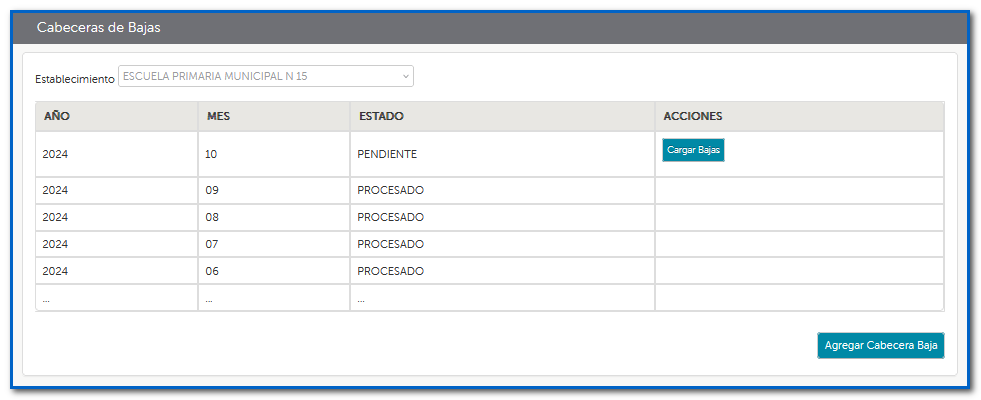 Cabeceras de Bajas
Establecimiento ESCUELA PRIMARIA MUNICIPAL N 15
AÑO MES ESTADO ACCIONES
2024 10 PENDIENTE Cargar Bajas
2024 09 PROCESADO
2024 08 PROCESADO
2024 07 PROCESADO
2024 06 PROCESADO
... ... ...
Agregar Cabecera Baja